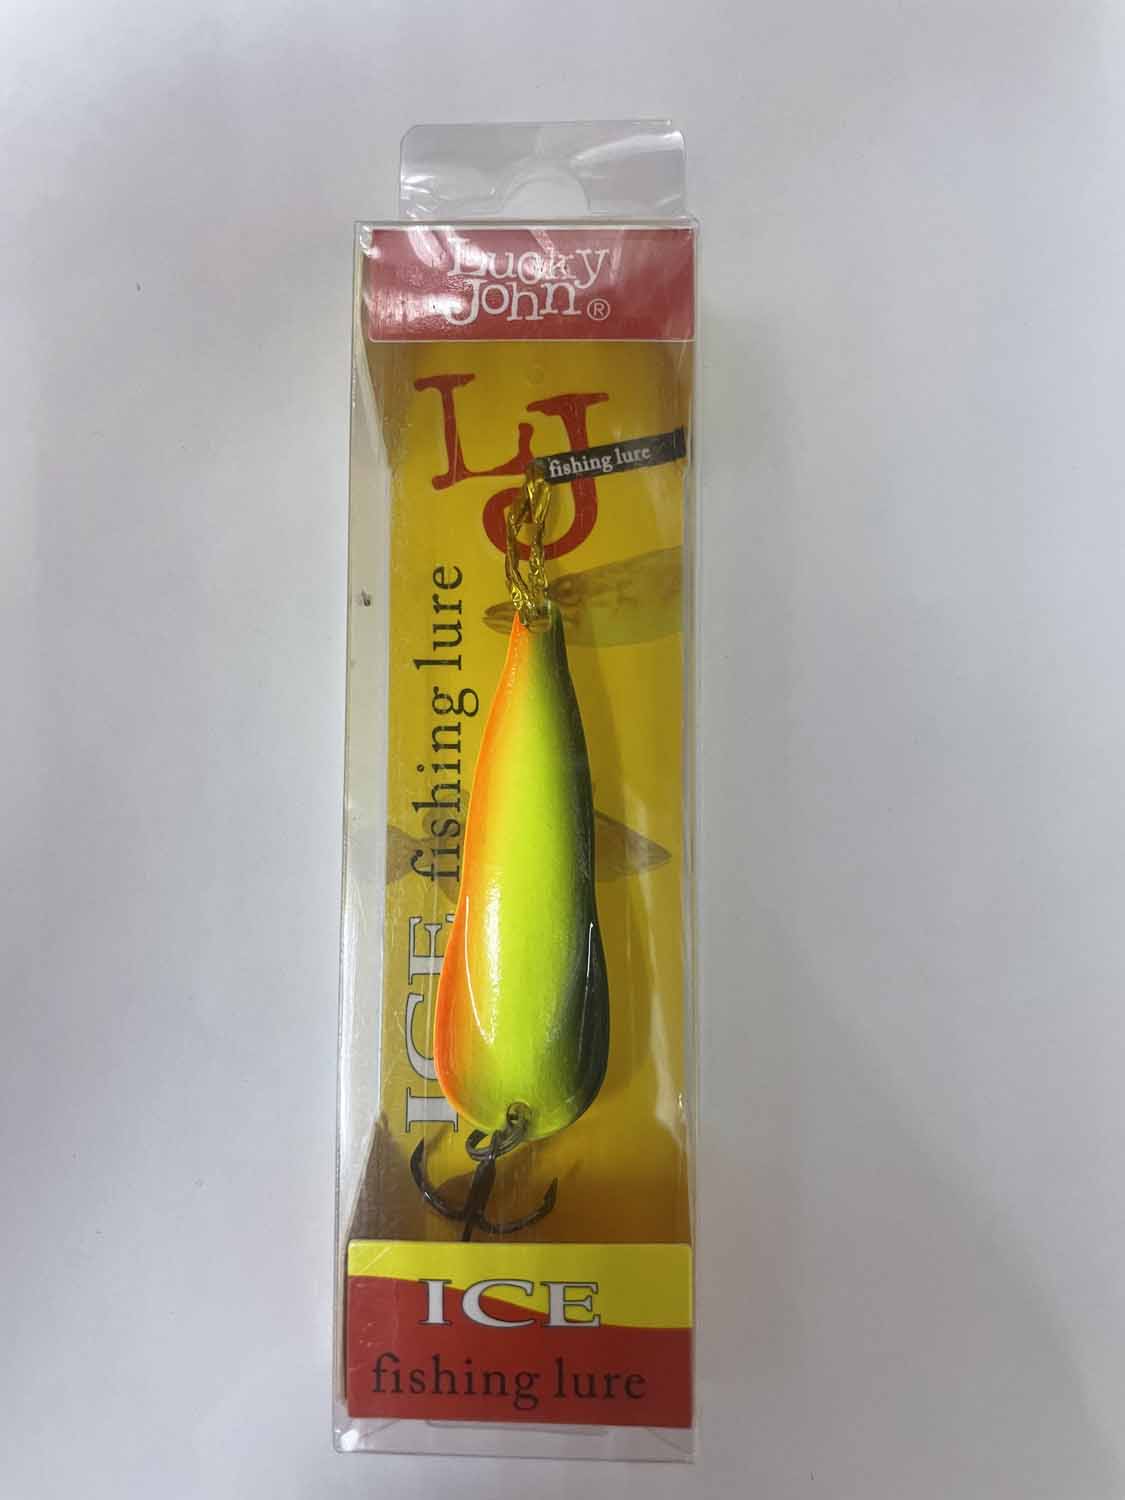 Lucky
John®
LJ
fishing lure
ICE fishing lure
ICE
fishing lure